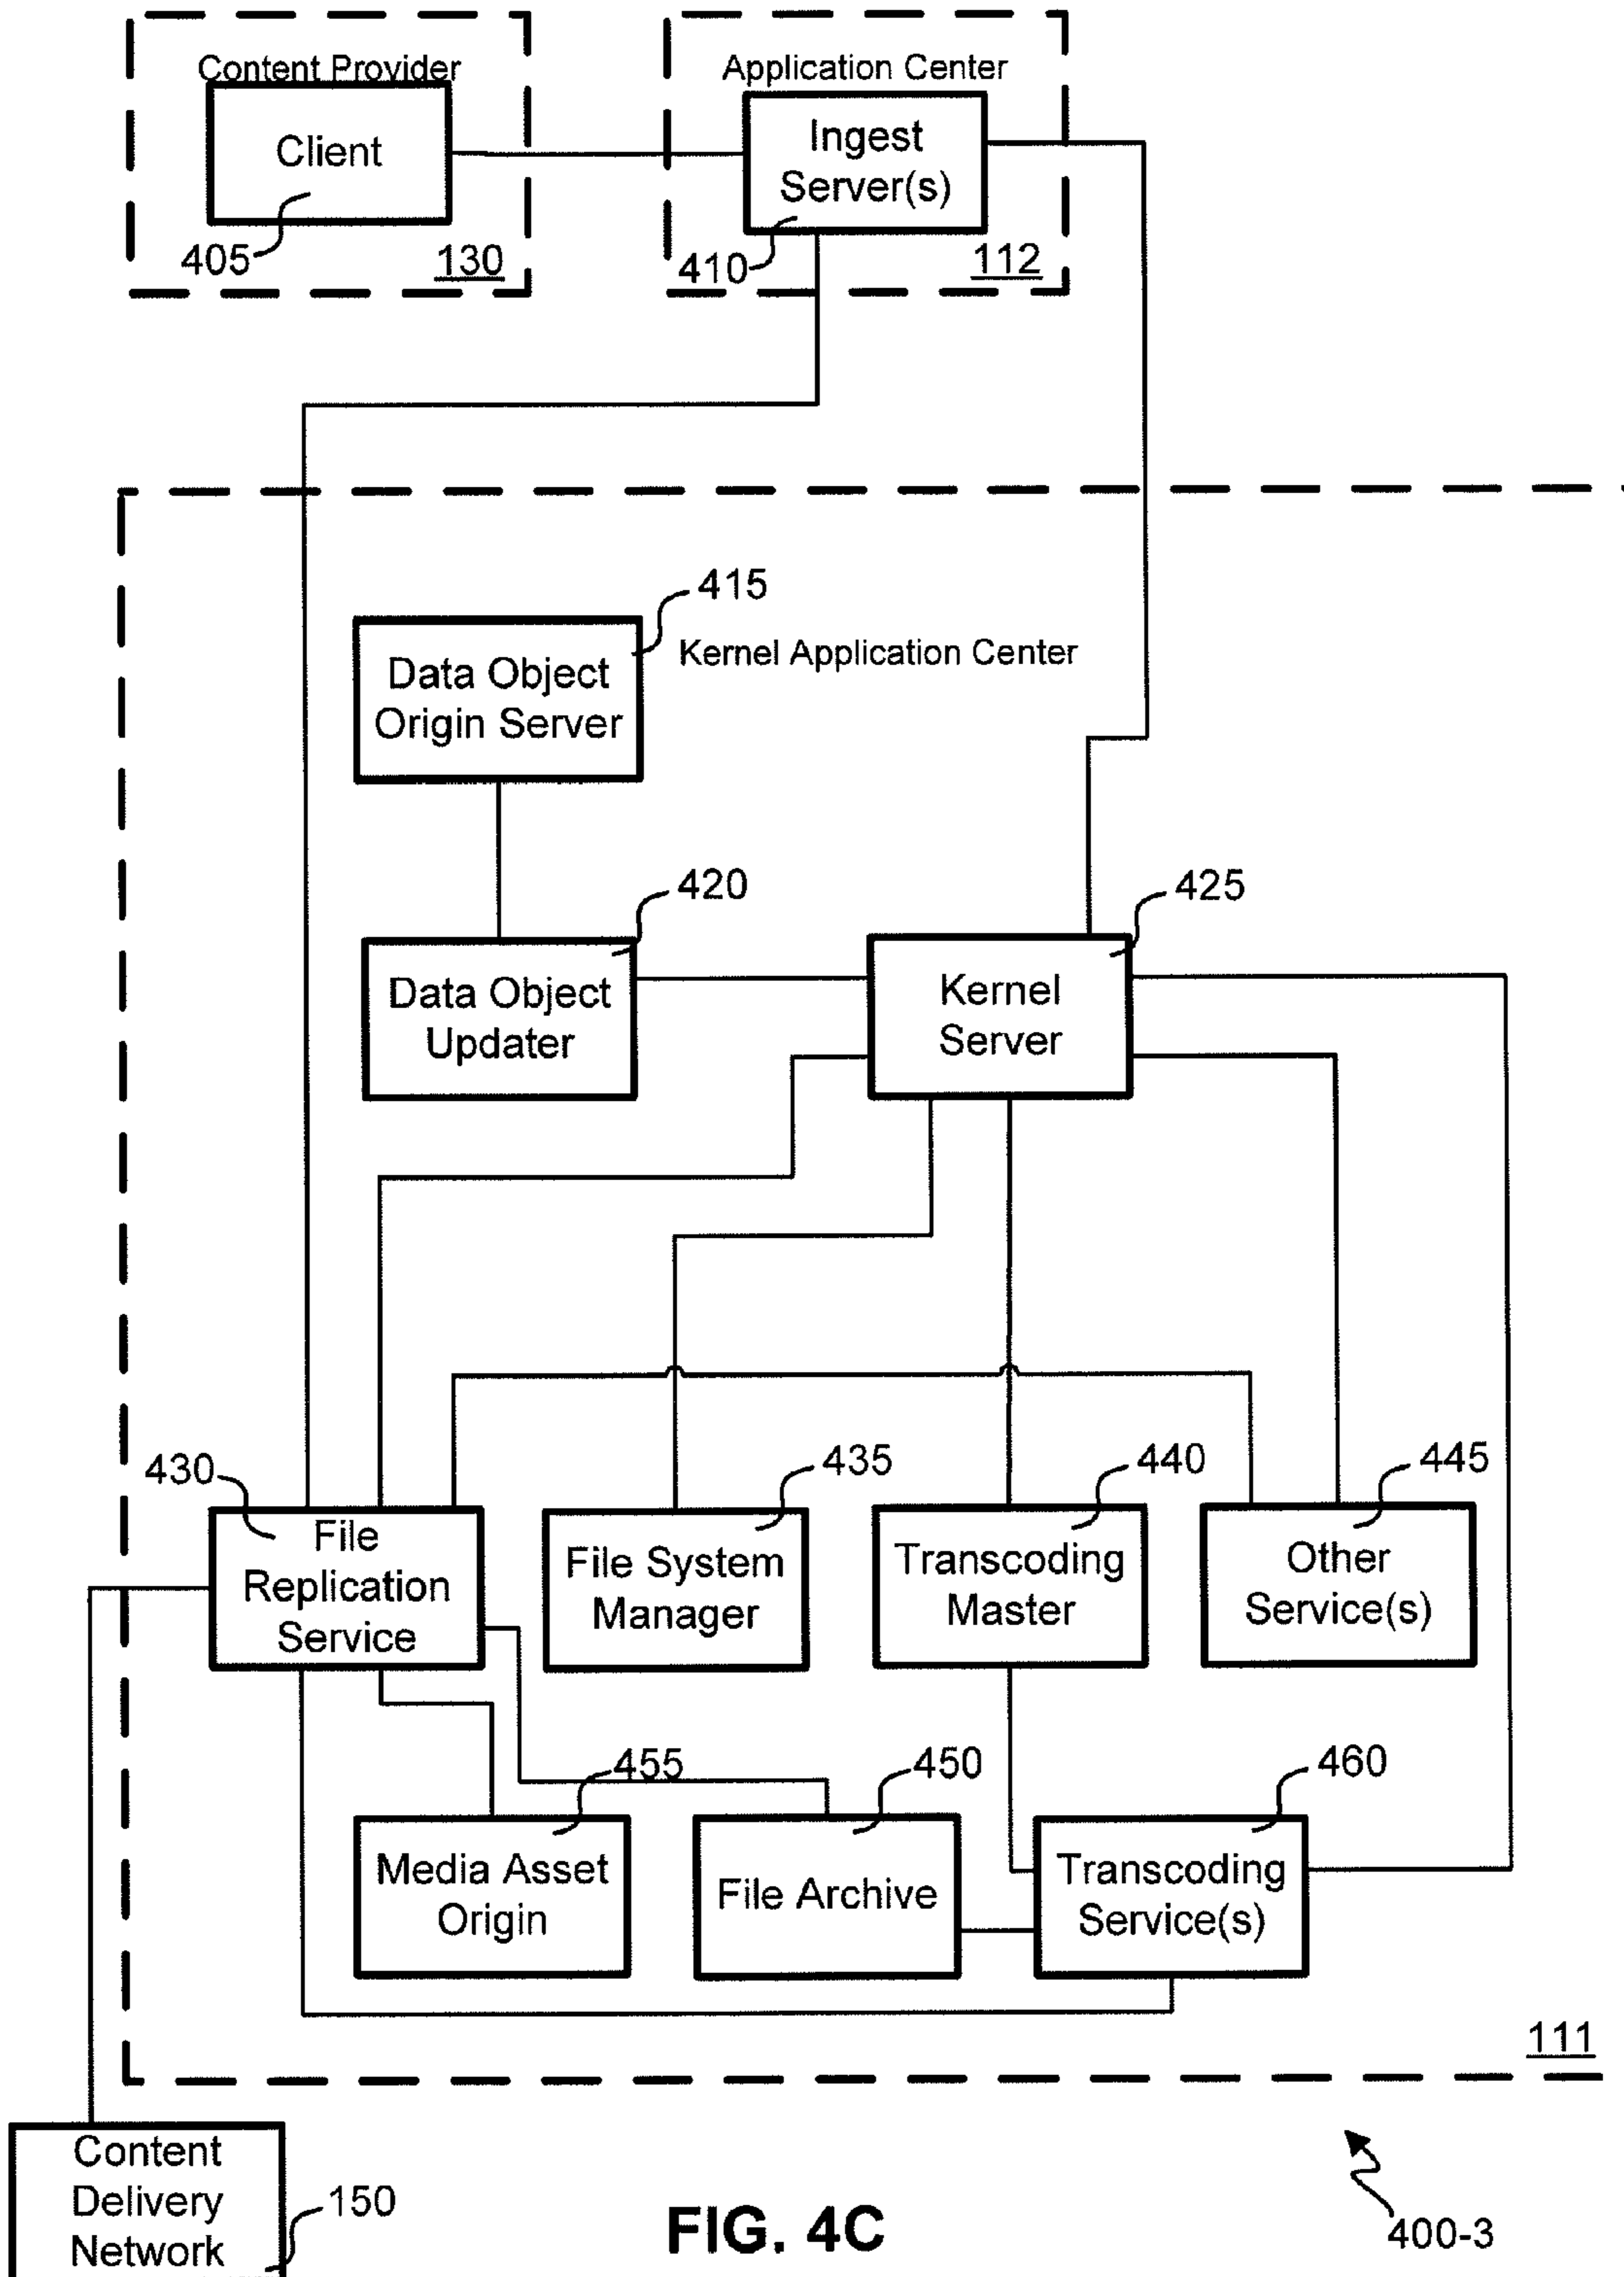 Content Provider
Client
405
130
Application Center
Ingest
Server(s)
410
112
415
Data Object
Origin Server
Kernel Application Center
420
Data Object
Updater
425
Kernel
Server
430
File
Replication
Service
435
File System
Manager
440
Transcoding
Master
445
Other
Service(s)
455
Media Asset
Origin
450
File Archive
460
Transcoding
Service(s)
111
Content
Delivery
Network
150
FIG. 4C
400-3